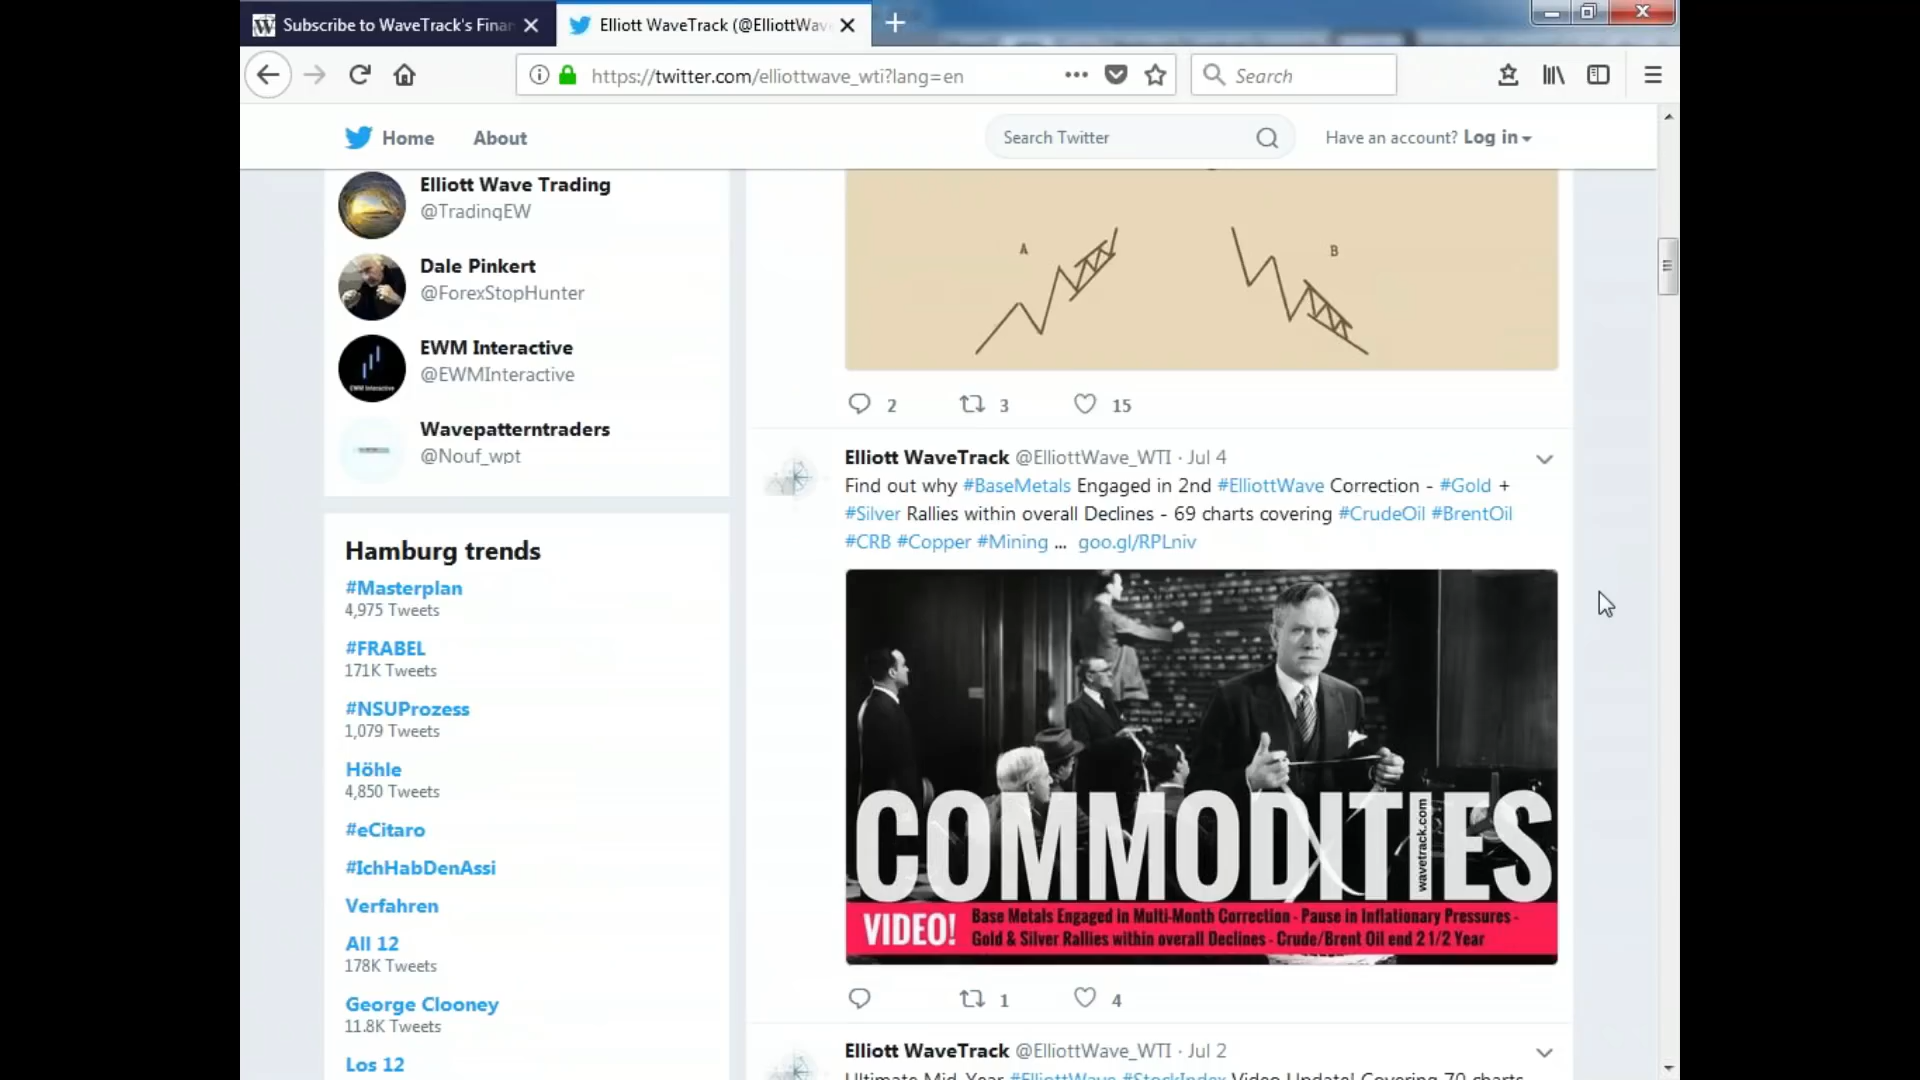 Subscribe to WaveTrack's Finan
Elliott WaveTrack (@ElliottWav
https://twitter.com/elliottwave_wti?lang=en
Search
Home
About
Search Twitter
Have an account? Log in
Elliott Wave Trading
@TradingEW
Dale Pinkert
@ForexStopHunter
EWM Interactive
@EWMInteractive
Wavepatterntraders
@Nouf_wpt
Hamburg trends
#Masterplan
4,975 Tweets
#FRABEL
171K Tweets
#NSUProzess
1,079 Tweets
Höhle
4,850 Tweets
#eCitaro
#IchHabDenAssi
Verfahren
All 12
178K Tweets
George Clooney
11.8K Tweets
Los 12
A
B
2
3
15
Elliott WaveTrack @ElliottWave_WTI · Jul 4
Find out why #BaseMetals Engaged in 2nd #ElliottWave Correction - #Gold +
#Silver Rallies within overall Declines - 69 charts covering #CrudeOil #BrentOil
#CRB #Copper #Mining ... goo.gl/RPLniv
COMMODITIES
wavetrack.com
VIDEO!
Base Metals Engaged in Multi-Month Correction - Pause in Inflationary Pressures -
Gold & Silver Rallies within overall Declines - Crude/Brent Oil end 2 1/2 Year
1
4
Elliott WaveTrack @ElliottWave_WTI · Jul 2
Ultimate Mid-Year #ElliottWave #StockIndex Video Update! Covering 70 charts